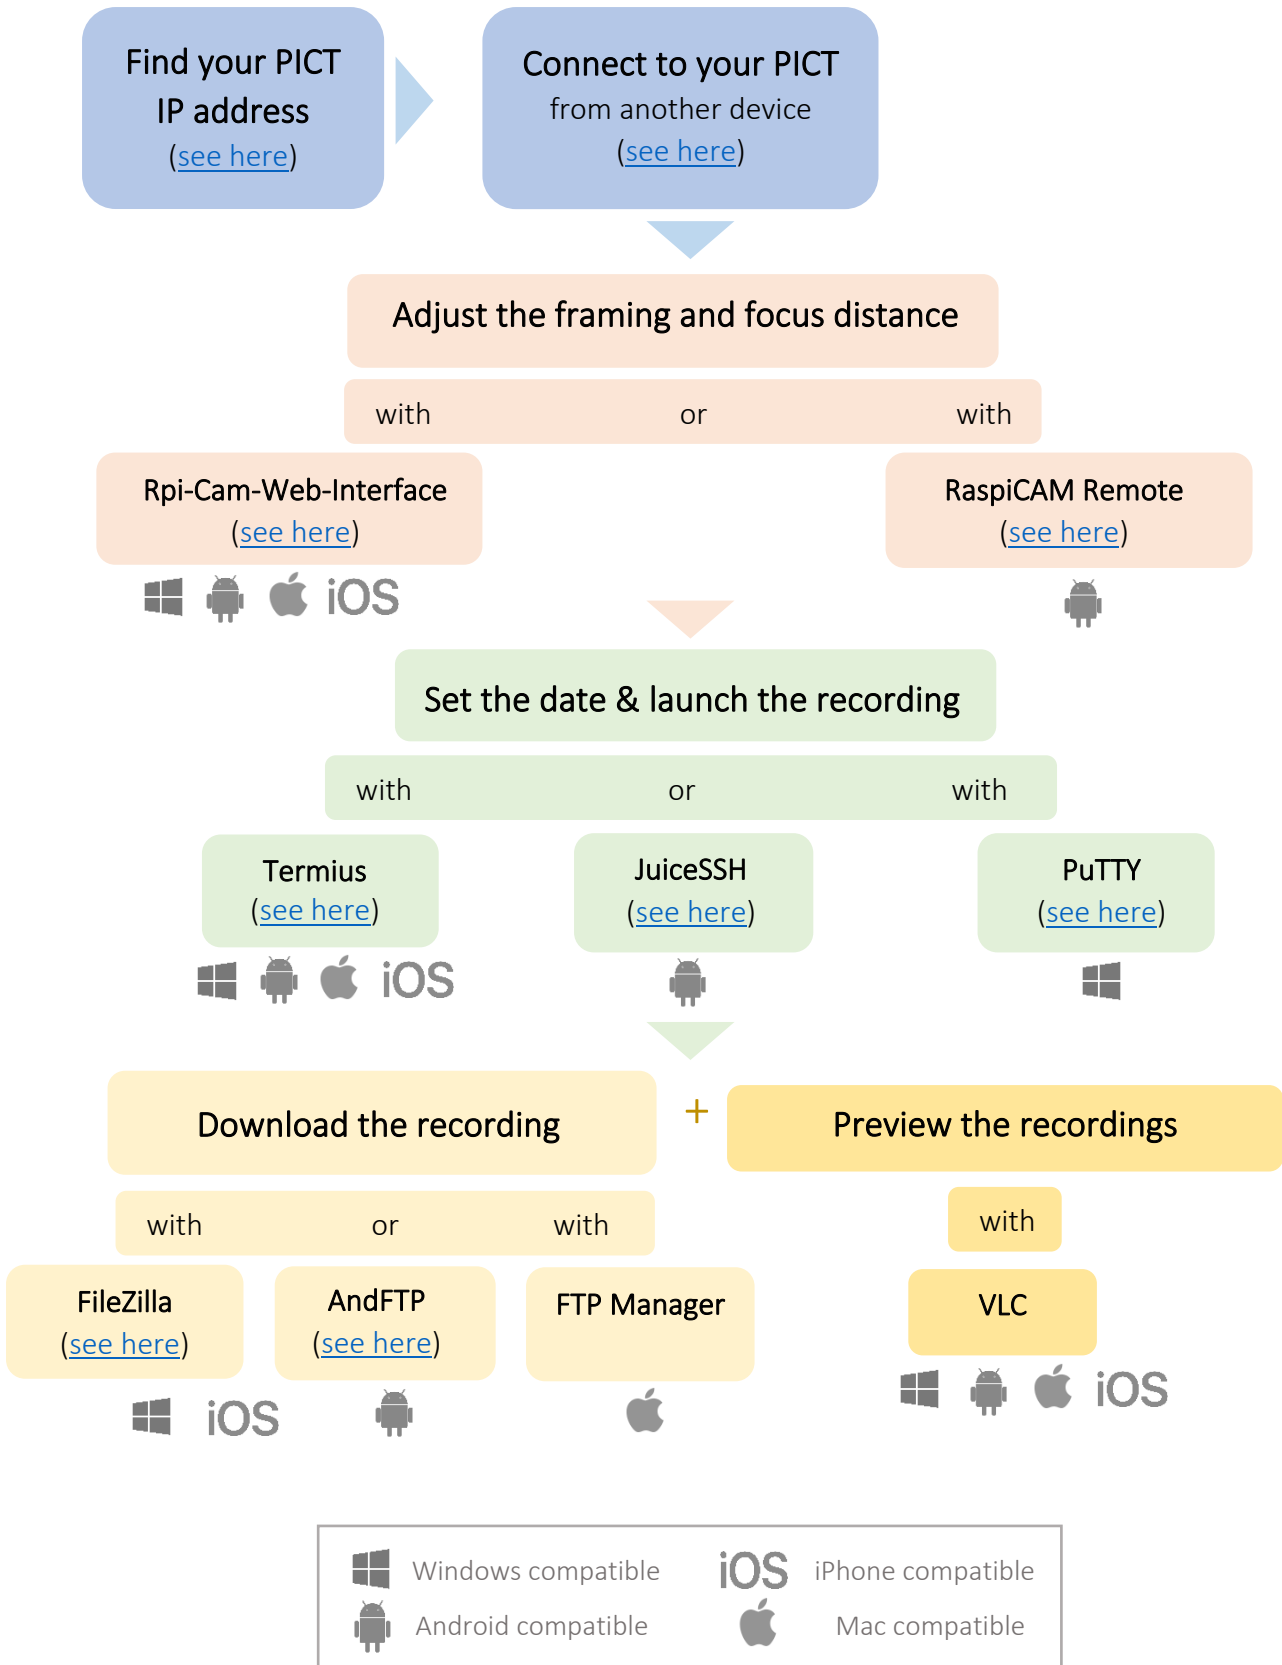 Find your PICT
IP address
(see here)
Connect to your PICT
from another device
(see here)
Adjust the framing and focus distance
with or with
Rpi-Cam-Web-Interface
(see here)
RaspiCAM Remote
(see here)
iOS
Set the date & launch the recording
with or with
Termius
(see here)
JuiceSSH
(see here)
PuTTY
(see here)
iOS
Download the recording
+
Preview the recordings
with or with
with
FileZilla
(see here)
AndFTP
(see here)
FTP Manager
VLC
iOS
iOS
Windows compatible
iOS iPhone compatible
Android compatible
Mac compatible